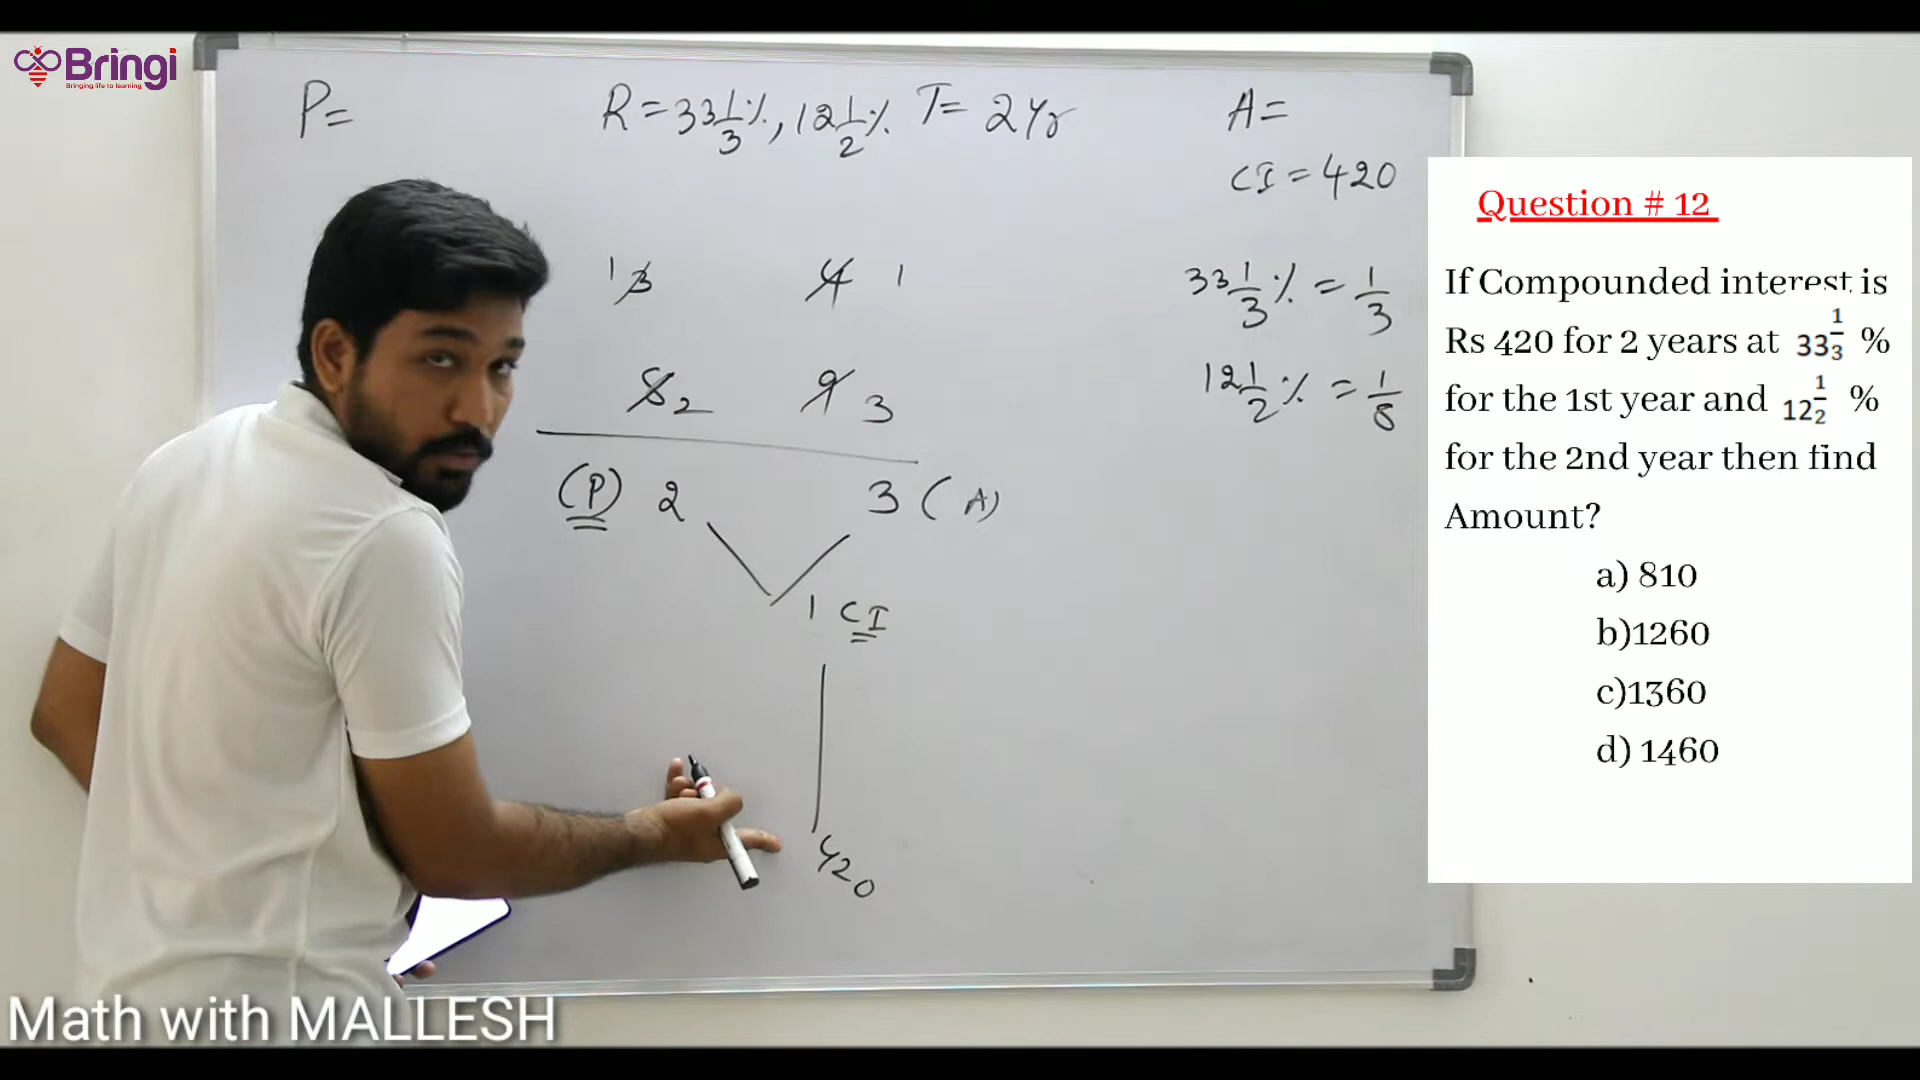 Bringi
Bringing life to learning
P=
R = 33 1/3 %, 12 1/2 %
T= 2Yr
A=
CI = 420
1 3 4 1
8 2 9 3
(P) 2 3 (A)
1 CI
420
33 1/3 % = 1/3
12 1/2 % = 1/8
Question # 12
If Compounded interest is
Rs 420 for 2 years at 33 1/3 %
for the 1st year and 12 1/2 %
for the 2nd year then find
Amount?
a) 810
b)1260
c)1360
d) 1460
Math with MALLESH